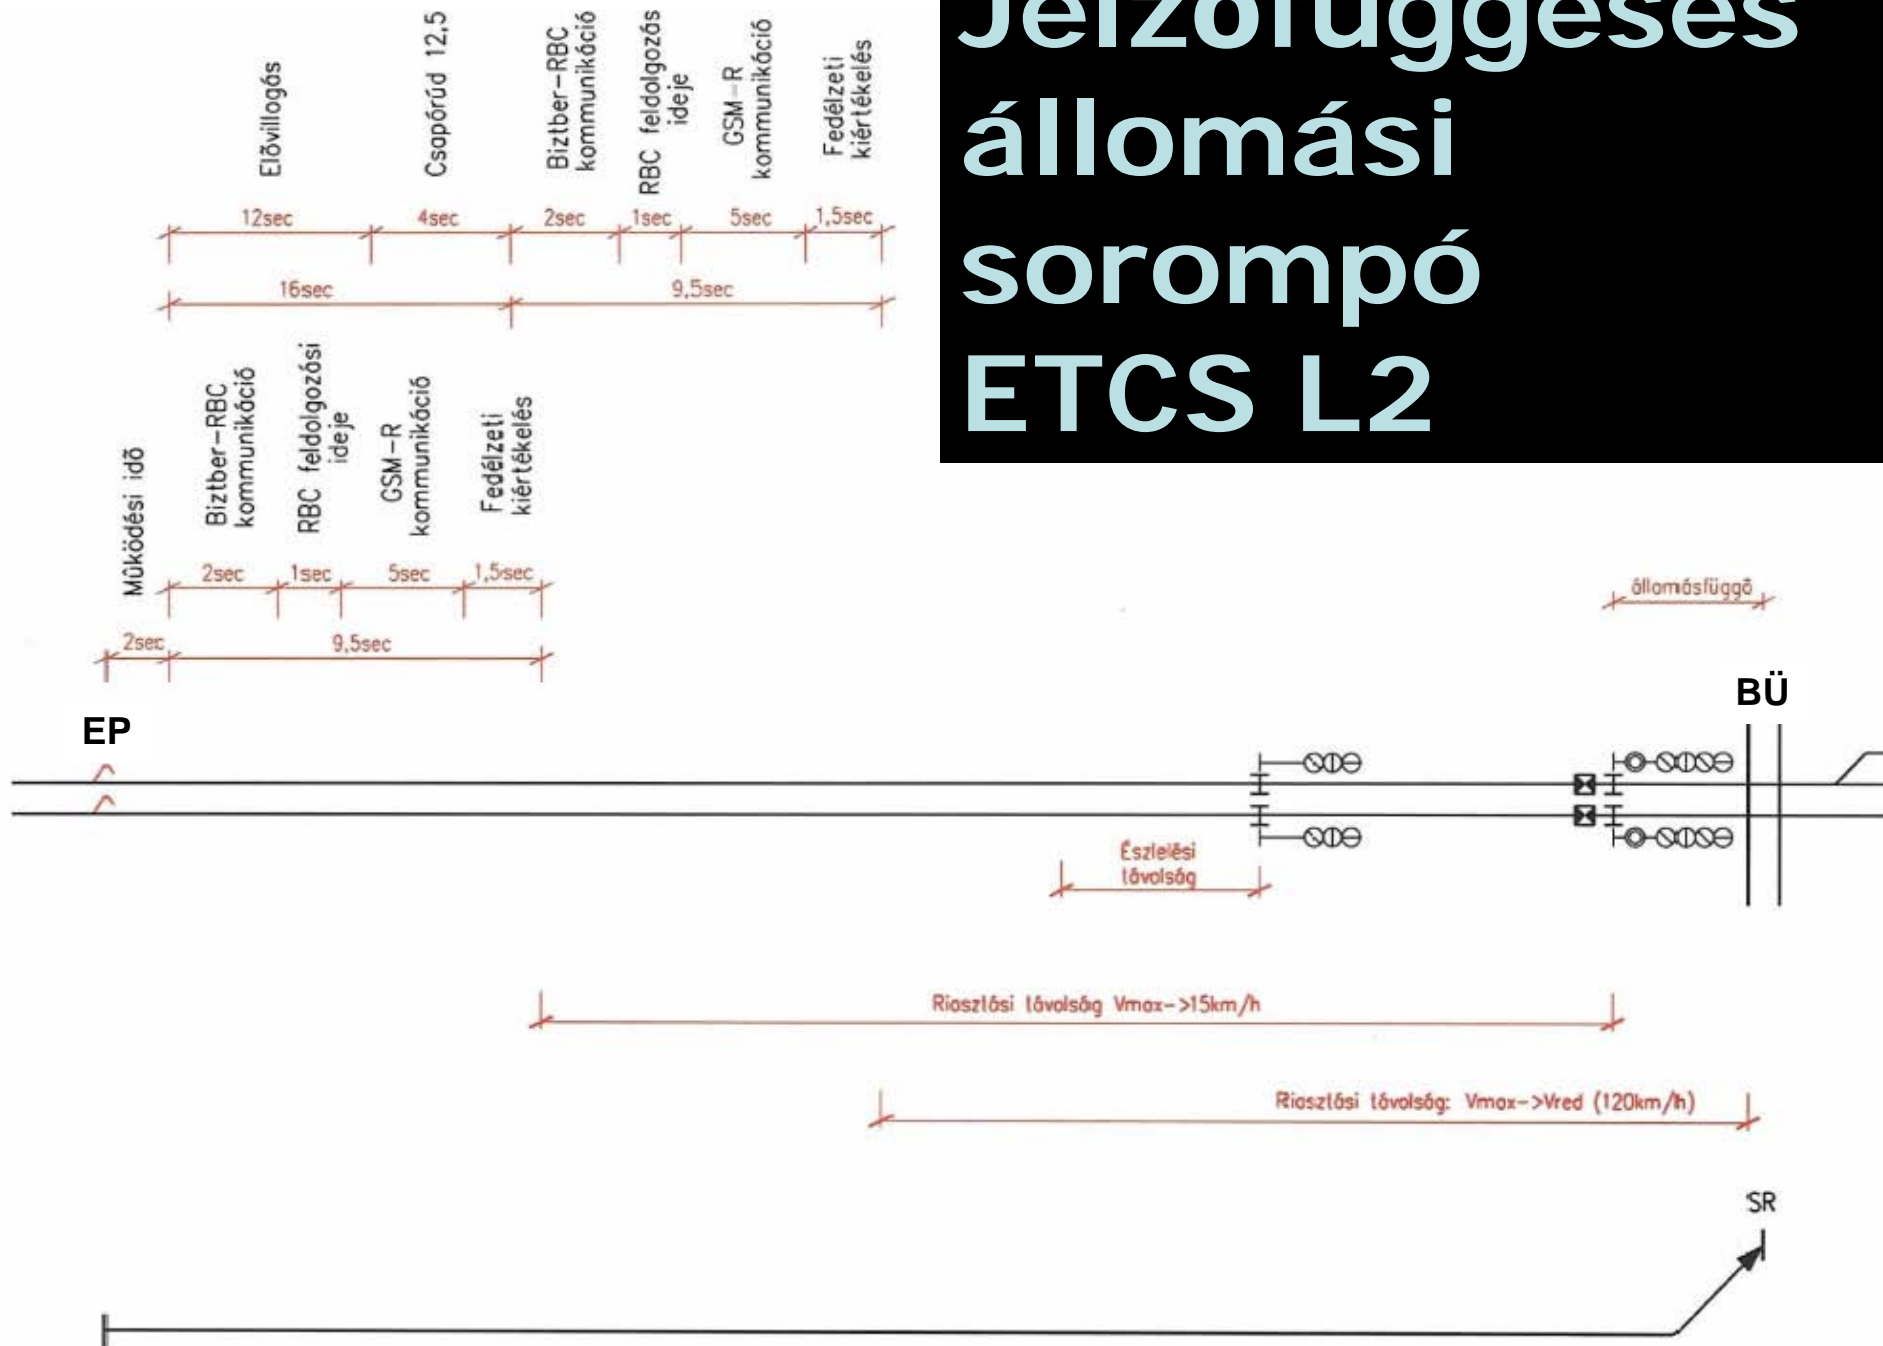 Jelzőfüggéses
állomási
sorompó
ETCS L2
Elővillogás
Csapórúd 12,5
Biztber-RBC
kommunikáció
RBC feldolgozás
ideje
GSM-R
kommunikáció
Fedélzeti
kiértékelés
12sec
4sec
2sec
1sec
5sec
1,5sec
16sec
9,5sec
Működési idő
Biztber-RBC
kommunikáció
RBC feldolgozási
ideje
GSM-R
kommunikáció
Fedélzeti
kiértékelés
2sec
1sec
5sec
1,5sec
állomásfüggő
2sec
9,5sec
EP
BÜ
Észlelési
távolság
Riasztási távolság Vmax->15km/h
Riasztási távolság: Vmax->Vred (120km/h)
SR